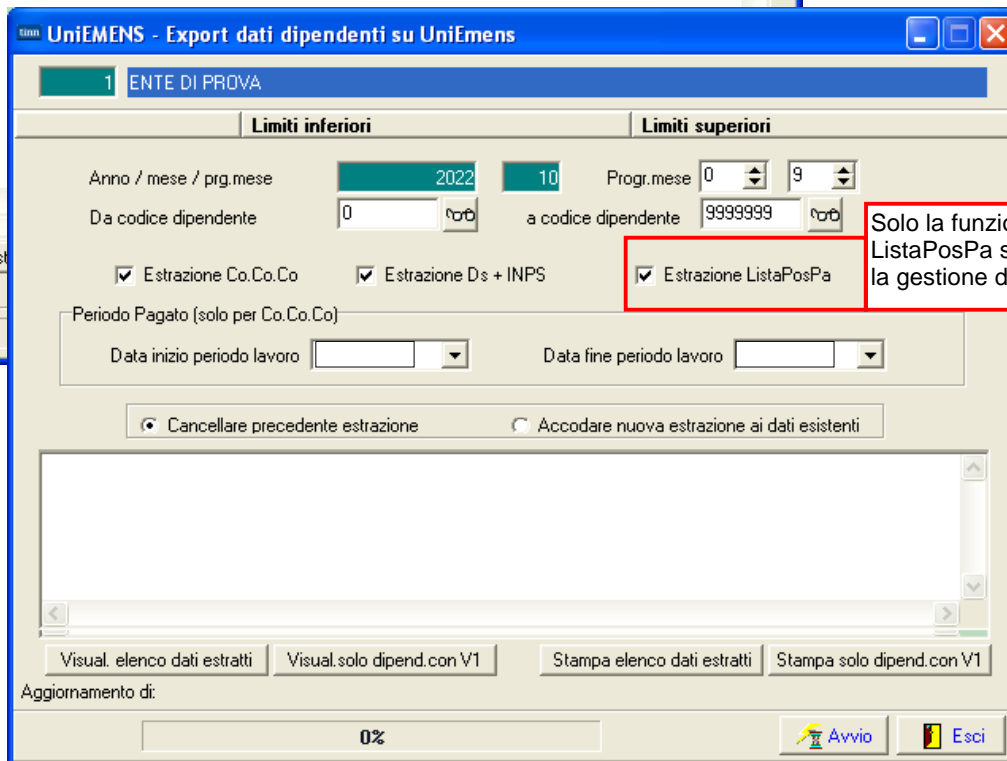 tinn UniEMENS - Export dati dipendenti su UniEmens
1 ENTE DI PROVA
Limiti inferiori Limiti superiori
Anno / mese / prg.mese 2022 10 Progr.mese 0 9
Da codice dipendente 0 a codice dipendente 9999999
Solo la
ListaPosPa
la gestione
Estrazione Co.Co.Co Estrazione Ds + INPS Estrazione ListaPosPa
Periodo Pagato (solo per Co.Co.Co)
Data inizio periodo lavoro Data fine periodo lavoro
Cancellare precedente estrazione Accodare nuova estrazione ai dati esistenti
Visual. elenco dati estratti Visual.solo dipend.con V1 Stampa elenco dati estratti Stampa solo dipend.con V1
Aggiornamento di:
0% Avvio Esci